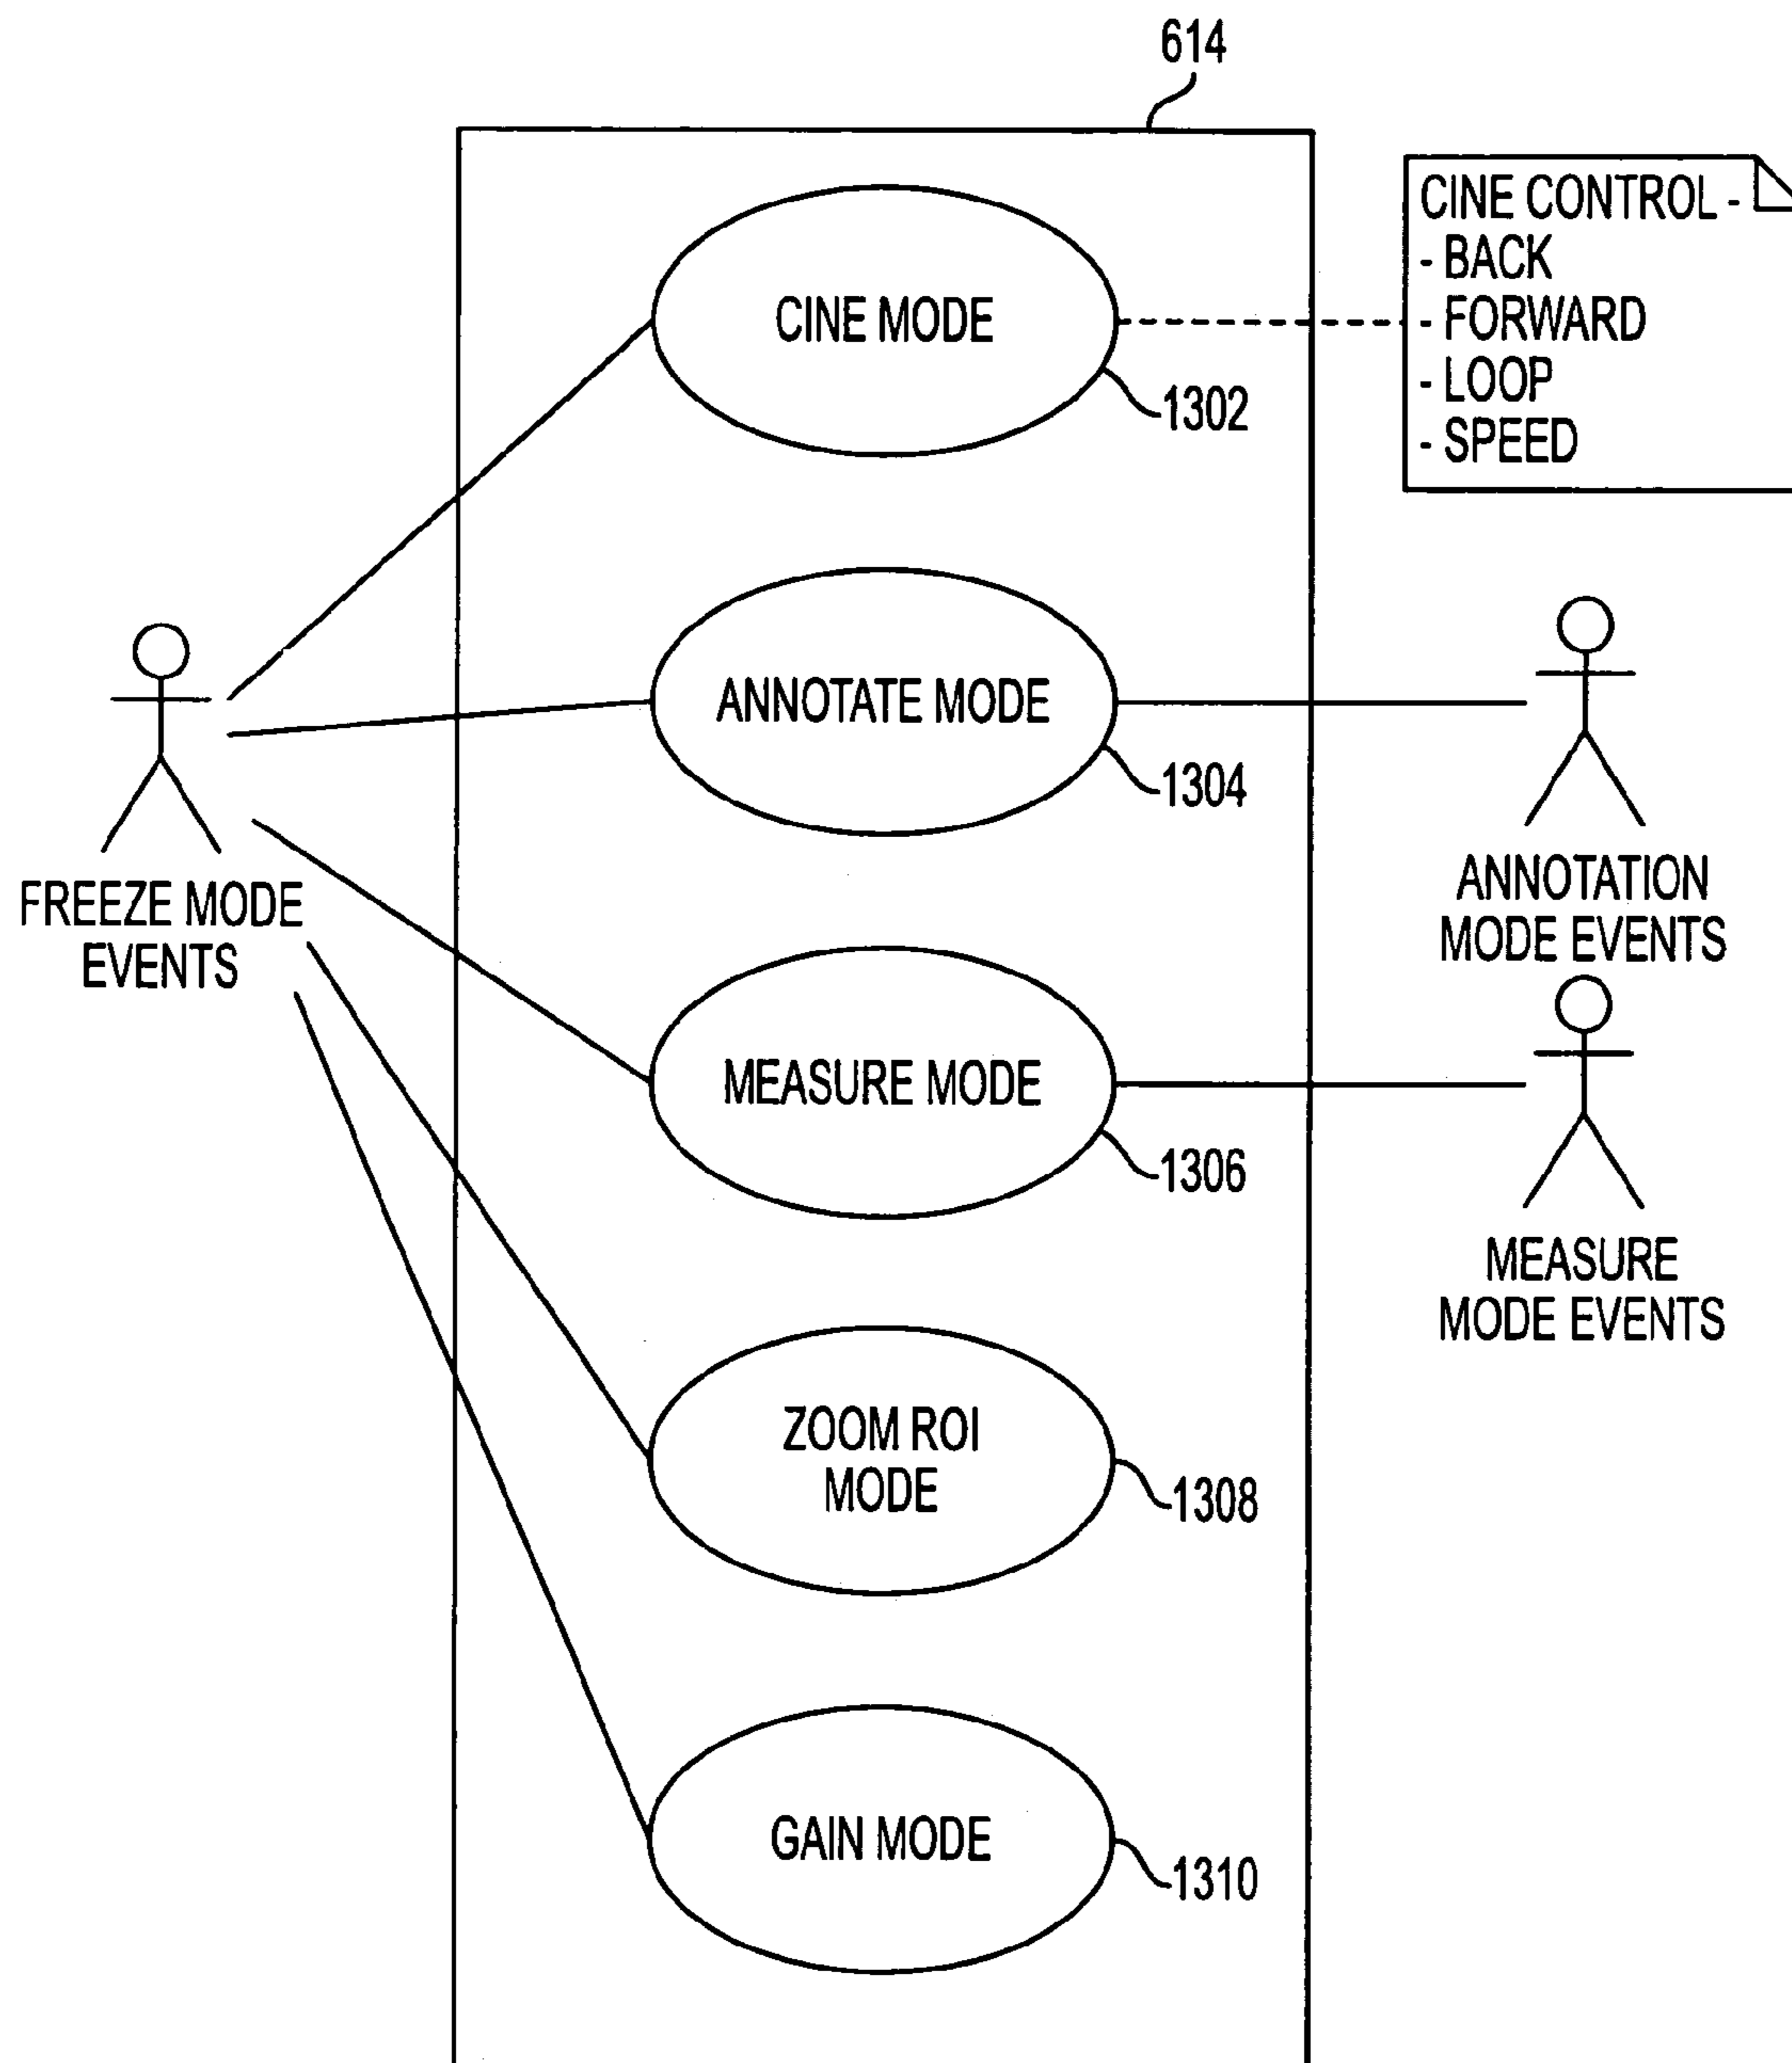 614
CINE CONTROL -
- BACK
- FORWARD
- LOOP
- SPEED
CINE MODE
1302
ANNOTATE MODE
1304
FREEZE MODE
EVENTS
ANNOTATION
MODE EVENTS
MEASURE MODE
1306
MEASURE
MODE EVENTS
ZOOM ROI
MODE
1308
GAIN MODE
1310